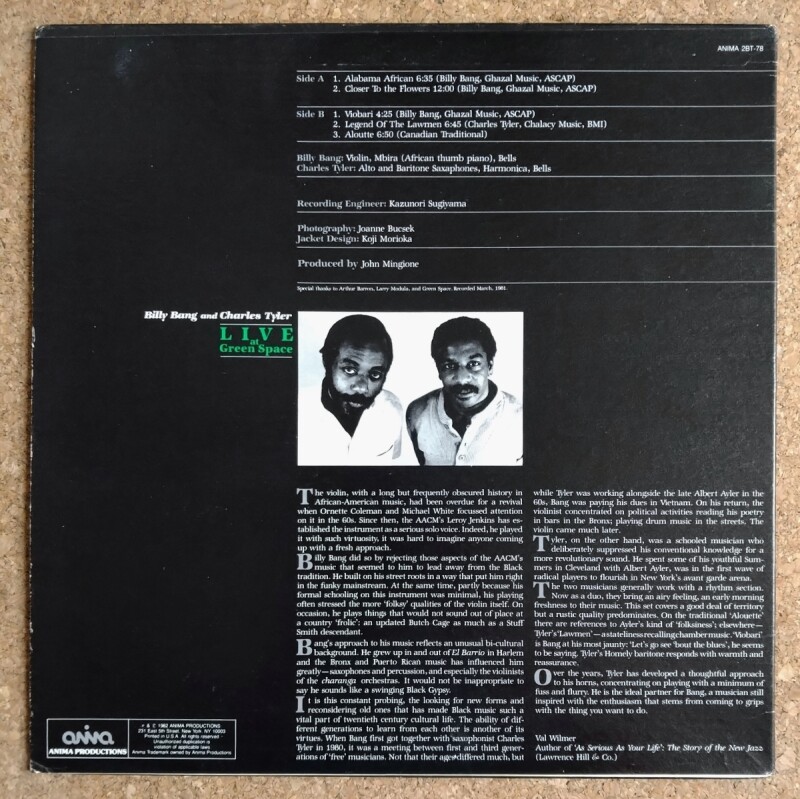 ANIMA 2BT-78
Side A 1. Alabama African 6:35 (Billy Bang, Ghazal Music, ASCAP)
2. Closer To the Flowers 12:00 (Billy Bang, Ghazal Music, ASCAP)
Side B 1. Viobari 4:25 (Billy Bang, Ghazal Music, ASCAP)
2. Legend Of The Lawmen 6:45 (Charles Tyler, Chalacy Music, BMI)
3. Aloutte 6:50 (Canadian Traditional)
Billy Bang: Violin, Mbira (African thumb piano), Bells
Charles Tyler: Alto and Baritone Saxophones, Harmonica, Bells
Recording Engineer: Kazunori Sugiyama
Photography: Joanne Bucsek
Jacket Design: Koji Morioka
Produced by John Mingione
Special thanks to Arthur Barron, Larry Modula, and Green Space. Recorded March, 1981.
Billy Bang and Charles Tyler
LIVE
at
Green Space
The violin, with a long but frequently obscured history in
African-American music, had been overdue for a revival
when Ornette Coleman and Michael White focussed attention
on it in the 60s. Since then, the AACM's Leroy Jenkins has es-
tablished the instrument as a serious solo voice. Indeed, he played
it with such virtuosity, it was hard to imagine anyone coming
up with a fresh approach.
Billy Bang did so by rejecting those aspects of the AACM's
music that seemed to him to lead away from the Black
tradition. He built on his street roots in a way that put him right
in the funky mainstream. At the same time, partly because his
formal schooling on this instrument was minimal, his playing
often stressed the more 'folksy' qualities of the violin itself. On
occasion, he plays things that would not sound out of place at
a country 'frolic': an updated Butch Cage as much as a Stuff
Smith descendant.
Bang's approach to his music reflects an unusual bi-cultural
background. He grew up in and out of El Barrio in Harlem
and the Bronx and Puerto Rican music has influenced him
greatly—saxophones and percussion, and especially the violinists
of the charanga orchestras. It would not be inappropriate to
say he sounds like a swinging Black Gypsy.
It is this constant probing, the looking for new forms and
reconsidering old ones that has made Black music such a
vital part of twentieth century cultural life. The ability of dif-
ferent generations to learn from each other is another of its
virtues. When Bang first got together with saxophonist Charles
Tyler in 1980, it was a meeting between first and third gener-
ations of 'free' musicians. Not that their ages differed much, but
while Tyler was working alongside the late Albert Ayler in the
60s, Bang was paying his dues in Vietnam. On his return, the
violinist concentrated on political activities reading his poetry
in bars in the Bronx; playing drum music in the streets. The
violin came much later.
Tyler, on the other hand, was a schooled musician who
deliberately suppressed his conventional knowledge for a
more revolutionary sound. He spent some of his youthful Sum-
mers in Cleveland with Albert Ayler, was in the first wave of
radical players to flourish in New York's avant garde arena.
The two musicians generally work with a rhythm section.
Now as a duo, they bring an airy feeling, an early morning
freshness to their music. This set covers a good deal of territory
but a rustic quality predominates. On the traditional 'Alouette'
there are references to Ayler's kind of 'folksiness'; elsewhere—
Tyler's 'Lawmen'—a stateliness recalling chamber music. 'Viobari'
is Bang at his most jaunty: 'Let's go see 'bout the blues', he seems
to be saying. Tyler's Homely baritone responds with warmth and
reassurance.
Over the years, Tyler has developed a thoughtful approach
to his horns, concentrating on playing with a minimum of
fuss and flurry. He is the ideal partner for Bang, a musician still
inspired with the enthusiasm that stems from coming to grips
with the thing you want to do.
Val Wilmer
Author of 'As Serious As Your Life': The Story of the New Jazz
(Lawrence Hill & Co.)
anima
ANIMA PRODUCTIONS
℗ & © 1982 ANIMA PRODUCTIONS
231 East 5th Street, New York, NY 10003
Printed in U.S.A. All rights reserved
Unauthorized duplication is
violation of applicable laws
Anima Trademark owned by Anima Productions